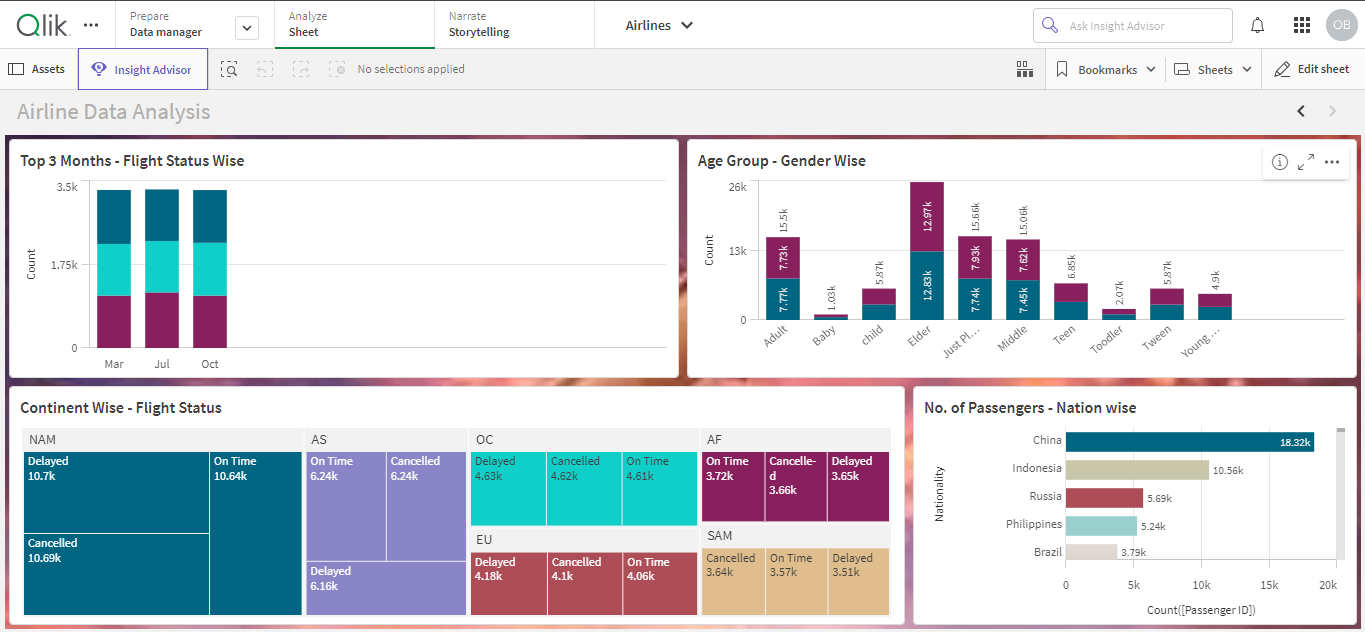 Qlik
Prepare
Data manager
Analyze
Sheet
Narrate
Storytelling
Airlines
Ask Insight Advisor
OB
Assets
Insight Advisor
No selections applied
Bookmarks
Sheets
Edit sheet
Airline Data Analysis
Top 3 Months - Flight Status Wise
3.5k
1.75k
0
Count
Mar
Jul
Oct
Age Group - Gender Wise
26k
13k
0
Count
15.5k
7.73k
7.77k
1.03k
5.87k
12.97k
12.83k
15.66k
7.93k
7.74k
15.06k
7.62k
7.45k
6.85k
2.07k
5.87k
4.9k
Adult
Baby
child
Elder
Just Pl...
Middle
Teen
Toodler
Tween
Young ...
Continent Wise - Flight Status
NAM
Delayed
10.7k
On Time
10.64k
Cancelled
10.69k
AS
On Time
6.24k
Cancelled
6.24k
Delayed
6.16k
OC
Delayed
4.63k
Cancelled
4.62k
On Time
4.61k
EU
Delayed
4.18k
Cancelled
4.1k
On Time
4.06k
AF
On Time
3.72k
Cancelle-
d
3.66k
Delayed
3.65k
SAM
Cancelled
3.64k
On Time
3.57k
Delayed
3.51k
No. of Passengers - Nation wise
Nationality
China
18.32k
Indonesia
10.56k
Russia
5.69k
Philippines
5.24k
Brazil
3.79k
0
5k
10k
15k
20k
Count([Passenger ID])